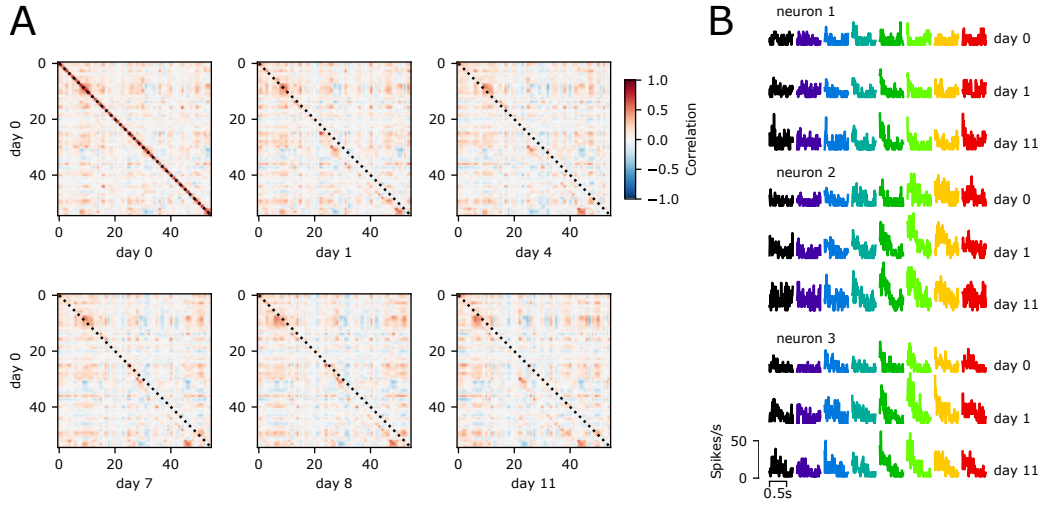 A
0
20
40
day 0
0 20 40
day 0
0 20 40
day 1
0 20 40
day 4
1.0
0.5
0.0
−0.5
−1.0
Correlation
0
20
40
day 0
0 20 40
day 7
0 20 40
day 8
0 20 40
day 11
B
neuron 1
day 0
day 1
day 11
neuron 2
day 0
day 1
day 11
neuron 3
day 0
day 1
day 11
Spikes/s
50
0
0.5s